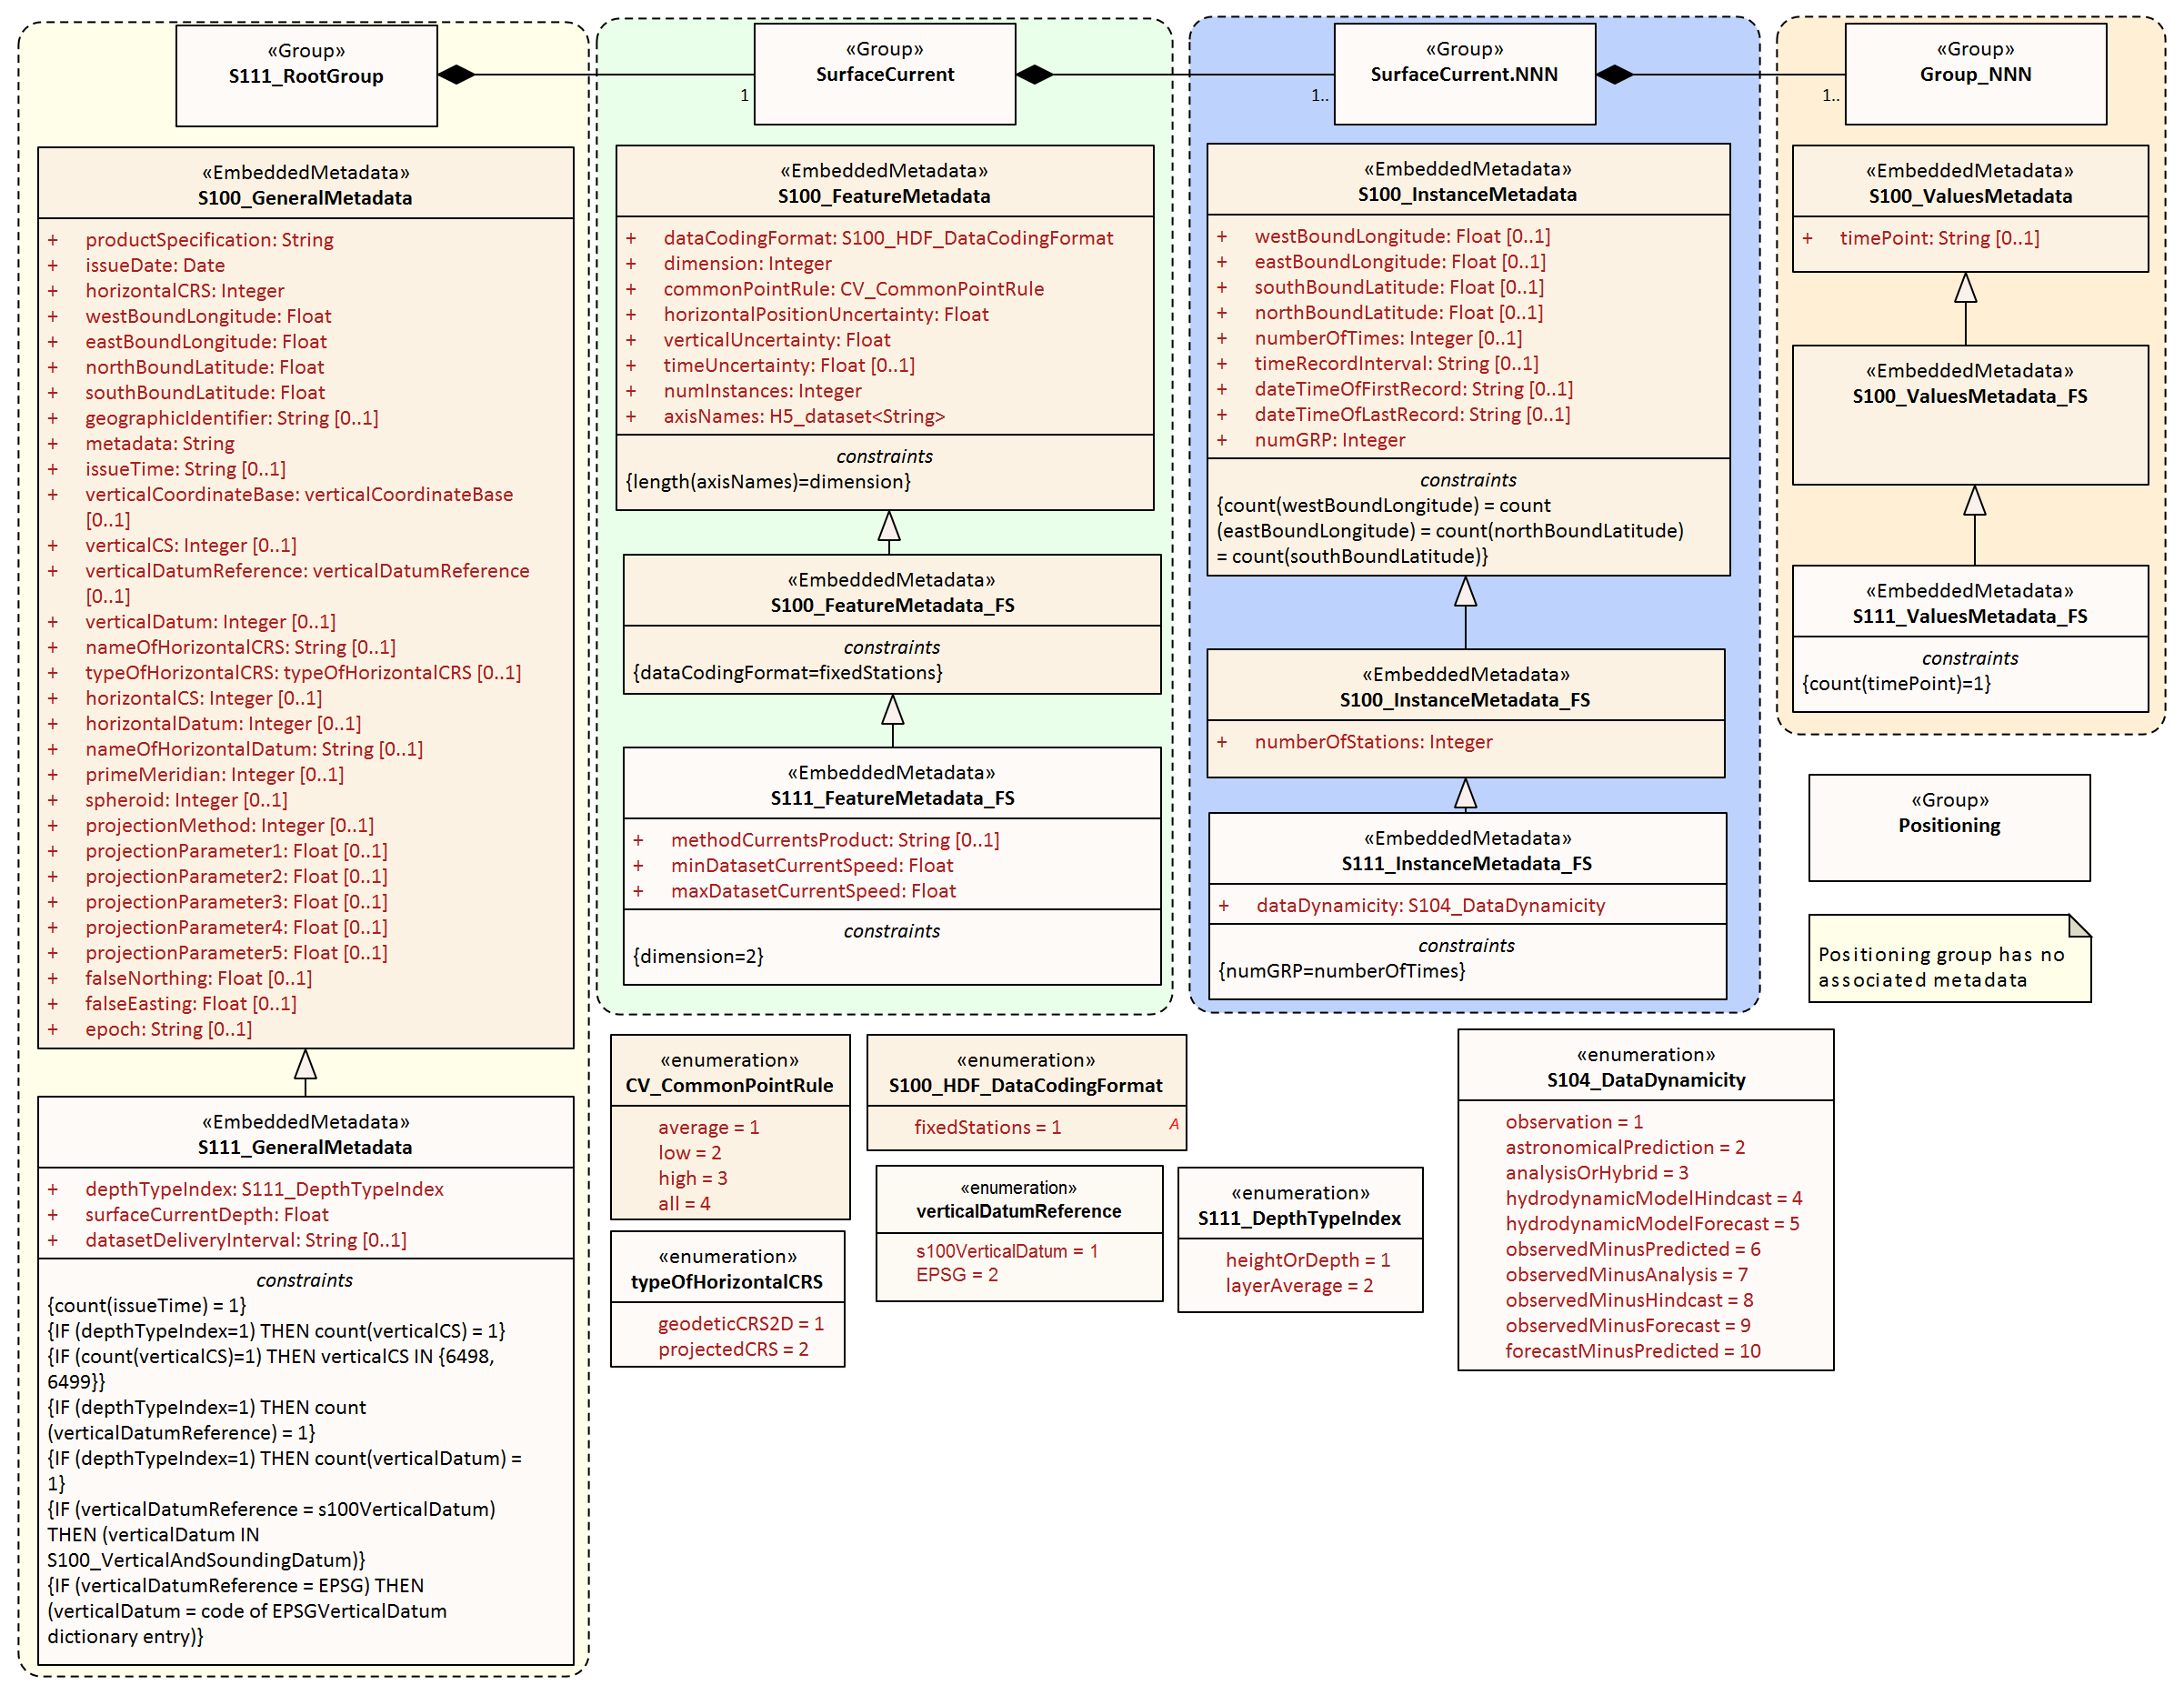 «Group»
S111_RootGroup
1
«Group»
SurfaceCurrent
1..
«Group»
SurfaceCurrent.NNN
1..
«Group»
Group_NNN
«EmbeddedMetadata»
S100_GeneralMetadata
+ productSpecification: String
+ issueDate: Date
+ horizontalCRS: Integer
+ westBoundLongitude: Float
+ eastBoundLongitude: Float
+ northBoundLatitude: Float
+ southBoundLatitude: Float
+ geographicIdentifier: String [0..1]
+ metadata: String
+ issueTime: String [0..1]
+ verticalCoordinateBase: verticalCoordinateBase
[0..1]
+ verticalCS: Integer [0..1]
+ verticalDatumReference: verticalDatumReference
[0..1]
+ verticalDatum: Integer [0..1]
+ nameOfHorizontalCRS: String [0..1]
+ typeOfHorizontalCRS: typeOfHorizontalCRS [0..1]
+ horizontalCS: Integer [0..1]
+ horizontalDatum: Integer [0..1]
+ nameOfHorizontalDatum: String [0..1]
+ primeMeridian: Integer [0..1]
+ spheroid: Integer [0..1]
+ projectionMethod: Integer [0..1]
+ projectionParameter1: Float [0..1]
+ projectionParameter2: Float [0..1]
+ projectionParameter3: Float [0..1]
+ projectionParameter4: Float [0..1]
+ projectionParameter5: Float [0..1]
+ falseNorthing: Float [0..1]
+ falseEasting: Float [0..1]
+ epoch: String [0..1]
«EmbeddedMetadata»
S111_GeneralMetadata
+ depthTypeIndex: S111_DepthTypeIndex
+ surfaceCurrentDepth: Float
+ datasetDeliveryInterval: String [0..1]
constraints
{count(issueTime) = 1}
{IF (depthTypeIndex=1) THEN count(verticalCS) = 1}
{IF (count(verticalCS)=1) THEN verticalCS IN {6498,
6499}}
{IF (depthTypeIndex=1) THEN count
(verticalDatumReference) = 1}
{IF (depthTypeIndex=1) THEN count(verticalDatum) =
1}
{IF (verticalDatumReference = s100VerticalDatum)
THEN (verticalDatum IN
S100_VerticalAndSoundingDatum)}
{IF (verticalDatumReference = EPSG) THEN
(verticalDatum = code of EPSGVerticalDatum
dictionary entry)}
«EmbeddedMetadata»
S100_FeatureMetadata
+ dataCodingFormat: S100_HDF_DataCodingFormat
+ dimension: Integer
+ commonPointRule: CV_CommonPointRule
+ horizontalPositionUncertainty: Float
+ verticalUncertainty: Float
+ timeUncertainty: Float [0..1]
+ numInstances: Integer
+ axisNames: H5_dataset<String>
constraints
{length(axisNames)=dimension}
«EmbeddedMetadata»
S100_FeatureMetadata_FS
constraints
{dataCodingFormat=fixedStations}
«EmbeddedMetadata»
S111_FeatureMetadata_FS
+ methodCurrentsProduct: String [0..1]
+ minDatasetCurrentSpeed: Float
+ maxDatasetCurrentSpeed: Float
constraints
{dimension=2}
«EmbeddedMetadata»
S100_InstanceMetadata
+ westBoundLongitude: Float [0..1]
+ eastBoundLongitude: Float [0..1]
+ southBoundLatitude: Float [0..1]
+ northBoundLatitude: Float [0..1]
+ numberOfTimes: Integer [0..1]
+ timeRecordInterval: String [0..1]
+ dateTimeOfFirstRecord: String [0..1]
+ dateTimeOfLastRecord: String [0..1]
+ numGRP: Integer
constraints
{count(westBoundLongitude) = count
(eastBoundLongitude) = count(northBoundLatitude)
= count(southBoundLatitude)}
«EmbeddedMetadata»
S100_InstanceMetadata_FS
+ numberOfStations: Integer
«EmbeddedMetadata»
S111_InstanceMetadata_FS
+ dataDynamicity: S104_DataDynamicity
constraints
{numGRP=numberOfTimes}
«EmbeddedMetadata»
S100_ValuesMetadata
+ timePoint: String [0..1]
«EmbeddedMetadata»
S100_ValuesMetadata_FS
«EmbeddedMetadata»
S111_ValuesMetadata_FS
constraints
{count(timePoint)=1}
«Group»
Positioning
Positioning group has no
associated metadata
«enumeration»
CV_CommonPointRule
average = 1
low = 2
high = 3
all = 4
«enumeration»
S100_HDF_DataCodingFormat
fixedStations = 1
A
«enumeration»
typeOfHorizontalCRS
geodeticCRS2D = 1
projectedCRS = 2
«enumeration»
verticalDatumReference
s100VerticalDatum = 1
EPSG = 2
«enumeration»
S111_DepthTypeIndex
heightOrDepth = 1
layerAverage = 2
«enumeration»
S104_DataDynamicity
observation = 1
astronomicalPrediction = 2
analysisOrHybrid = 3
hydrodynamicModelHindcast = 4
hydrodynamicModelForecast = 5
observedMinusPredicted = 6
observedMinusAnalysis = 7
observedMinusHindcast = 8
observedMinusForecast = 9
forecastMinusPredicted = 10